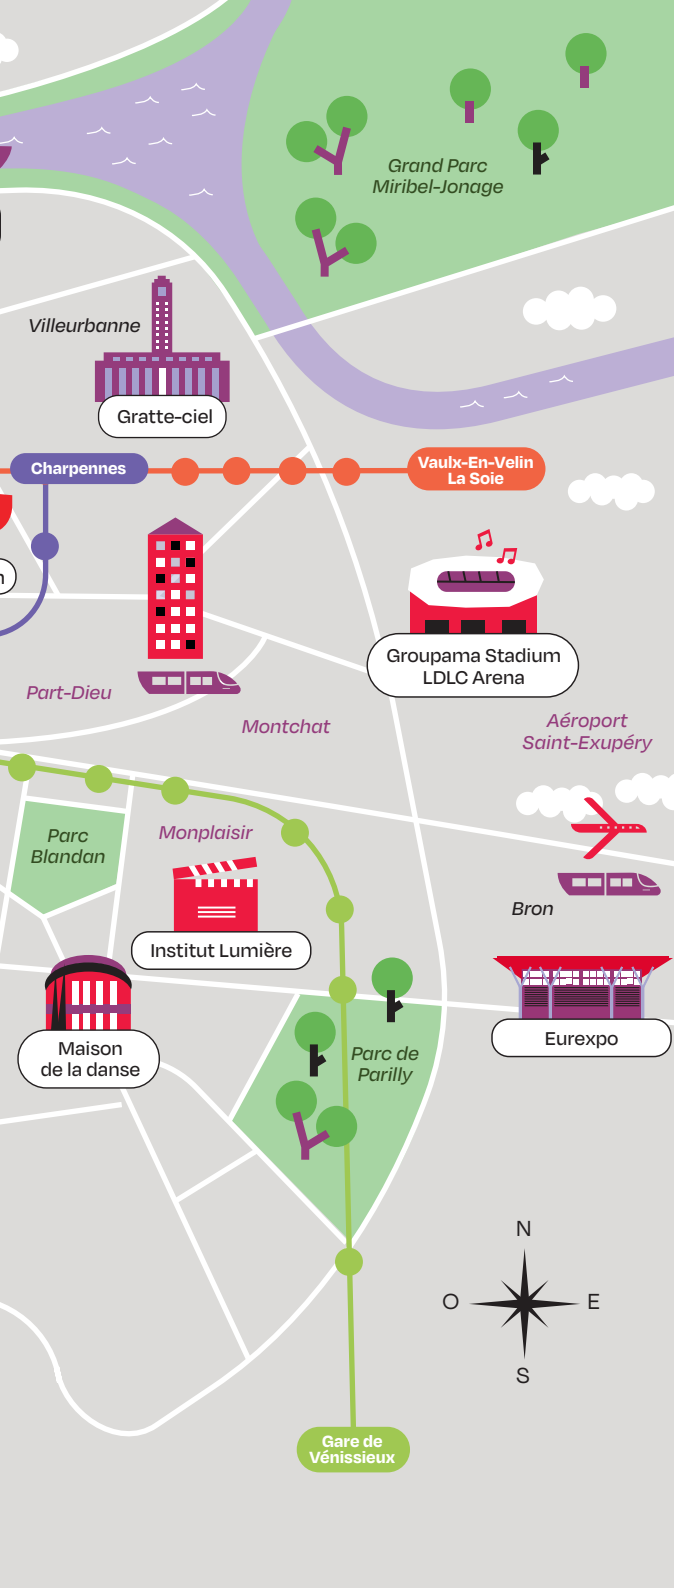 Grand Parc
Miribel-Jonage
Villeurbanne
Gratte-ciel
Charpennes
Vaulx-En-Velin
La Soie
Groupama Stadium
LDLC Arena
Part-Dieu
Montchat
Aéroport
Saint-Exupéry
Parc
Blandan
Monplaisir
Bron
Institut Lumière
Eurexpo
Maison
de la danse
Parc de
Parilly
N
O
E
S
Gare de
Vénissieux